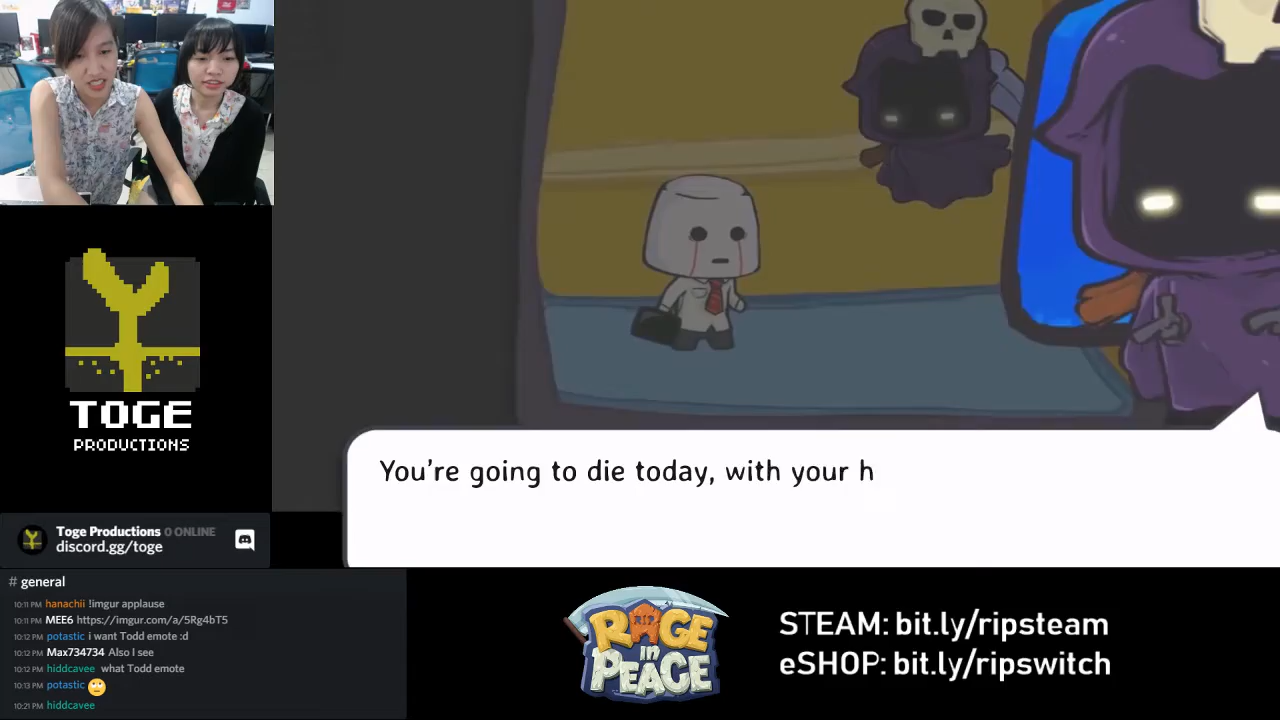 You're going to die today, with your h
TOGE
PRODUCTIONS
Toge Productions 0 ONLINE
discord.gg/toge
# general
10:11 PM hanachii !imgur applause
10:11 PM MEE6 https://imgur.com/a/5Rg4bT5
10:12 PM potastic i want Todd emote :d
10:12 PM Max734734 Also I see
10:12 PM hiddcavee what Todd emote
10:13 PM potastic 🙄
10:21 PM hiddcavee
RIP
RAGE
in
PEACE
STEAM: bit.ly/ripsteam
eSHOP: bit.ly/ripswitch